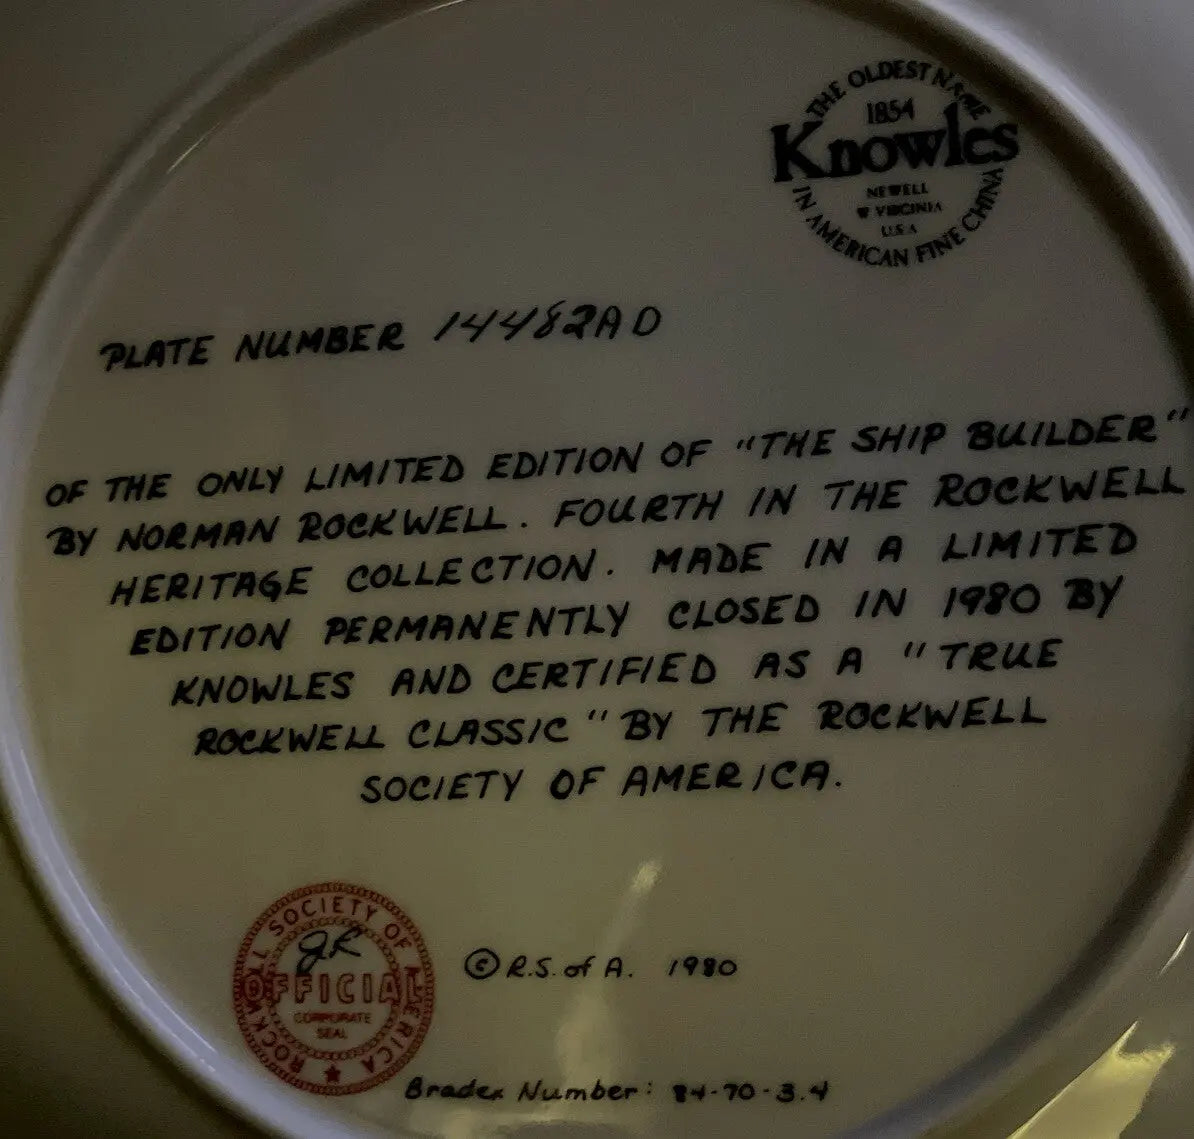 THE OLDEST NAME
1854
Knowles
NEWELL
W VIRGINIA
U.S.A
IN AMERICAN FINE CHINA
PLATE NUMBER 14482AD
OF THE ONLY LIMITED EDITION OF "THE SHIP BUILDER"
BY NORMAN ROCKWELL. FOURTH IN THE ROCKWELL
HERITAGE COLLECTION. MADE IN A LIMITED
EDITION PERMANENTLY CLOSED IN 1980 BY
KNOWLES AND CERTIFIED AS A "TRUE
ROCKWELL CLASSIC" BY THE ROCKWELL
SOCIETY OF AMERICA.
ROCKWELL SOCIETY OF AMERICA
JR
OFFICIAL
CORPORATE
SEAL
© R.S. of A. 1980
Bradex Number: 84-70-3.4